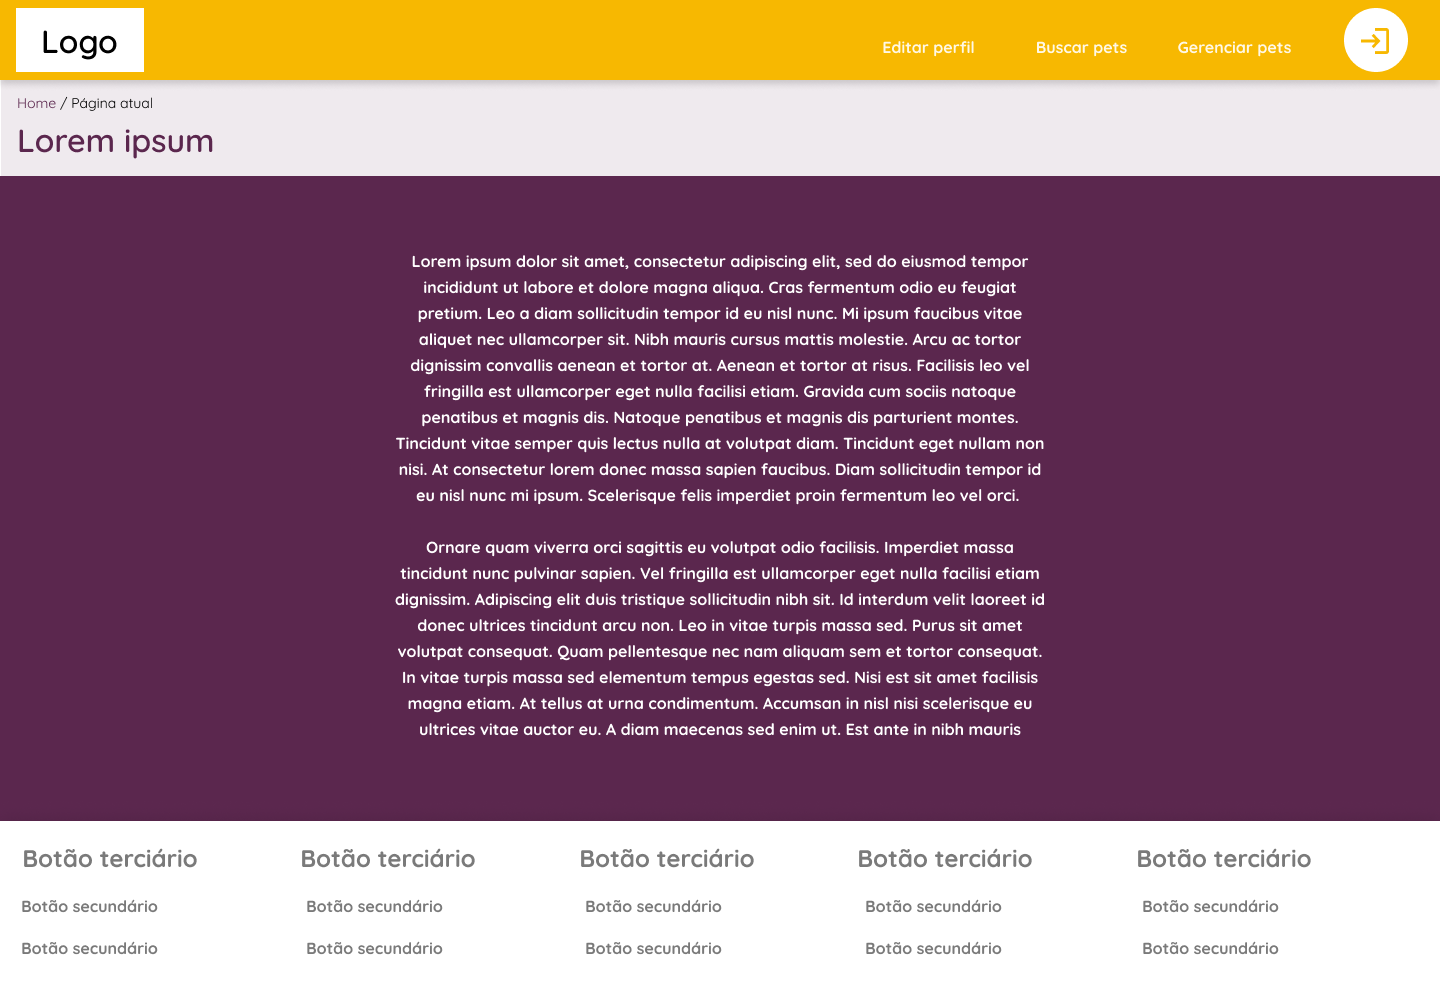 Logo
Editar perfil
Buscar pets
Gerenciar pets
Home / Página atual
Lorem ipsum
Lorem ipsum dolor sit amet, consectetur adipiscing elit, sed do eiusmod tempor
incididunt ut labore et dolore magna aliqua. Cras fermentum odio eu feugiat
pretium. Leo a diam sollicitudin tempor id eu nisl nunc. Mi ipsum faucibus vitae
aliquet nec ullamcorper sit. Nibh mauris cursus mattis molestie. Arcu ac tortor
dignissim convallis aenean et tortor at. Aenean et tortor at risus. Facilisis leo vel
fringilla est ullamcorper eget nulla facilisi etiam. Gravida cum sociis natoque
penatibus et magnis dis. Natoque penatibus et magnis dis parturient montes.
Tincidunt vitae semper quis lectus nulla at volutpat diam. Tincidunt eget nullam non
nisi. At consectetur lorem donec massa sapien faucibus. Diam sollicitudin tempor id
eu nisl nunc mi ipsum. Scelerisque felis imperdiet proin fermentum leo vel orci.
Ornare quam viverra orci sagittis eu volutpat odio facilisis. Imperdiet massa
tincidunt nunc pulvinar sapien. Vel fringilla est ullamcorper eget nulla facilisi etiam
dignissim. Adipiscing elit duis tristique sollicitudin nibh sit. Id interdum velit laoreet id
donec ultrices tincidunt arcu non. Leo in vitae turpis massa sed. Purus sit amet
volutpat consequat. Quam pellentesque nec nam aliquam sem et tortor consequat.
In vitae turpis massa sed elementum tempus egestas sed. Nisi est sit amet facilisis
magna etiam. At tellus at urna condimentum. Accumsan in nisl nisi scelerisque eu
ultrices vitae auctor eu. A diam maecenas sed enim ut. Est ante in nibh mauris
Botão terciário
Botão secundário
Botão secundário
Botão terciário
Botão secundário
Botão secundário
Botão terciário
Botão secundário
Botão secundário
Botão terciário
Botão secundário
Botão secundário
Botão terciário
Botão secundário
Botão secundário